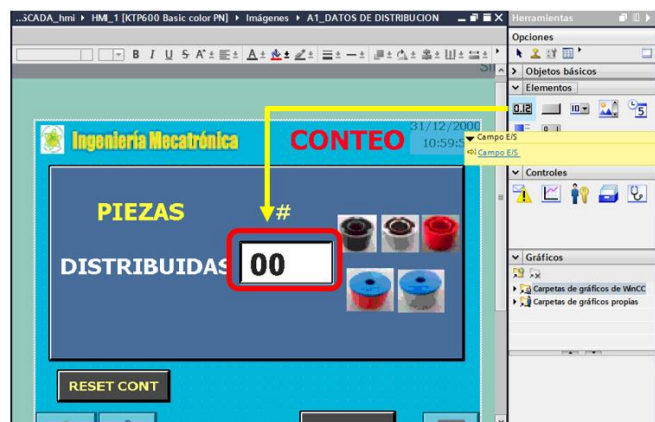 ...SCADA_hmi ▸ HMI_1 [KTP600 Basic color PN] ▸ Imágenes ▸ A1_DATOS DE DISTRIBUCION
Herramientas
Opciones
B I U S A
Objetos básicos
Elementos
0.12
10
5
Campo E/S
Campo E/S
Controles
Gráficos
Carpetas de gráficos de WinCC
Carpetas de gráficos propias
Ingeniería Mecatrónica
CONTEO
31/12/2000
10:59:5
PIEZAS #
DISTRIBUIDAS 00
RESET CONT